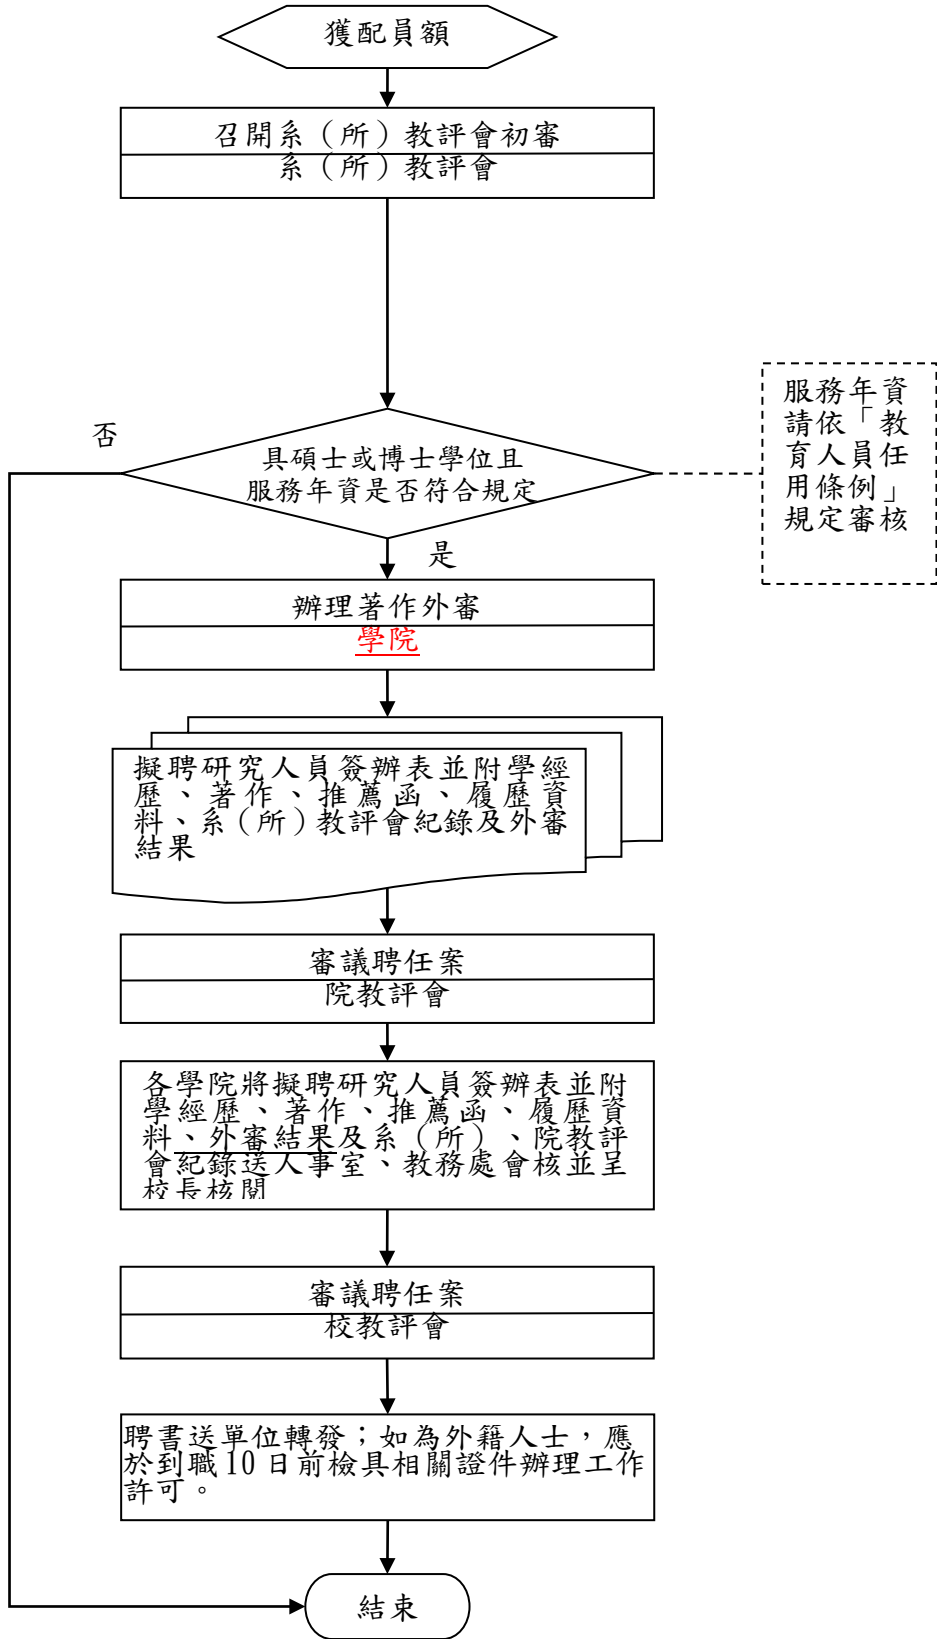 獲配員額
召開系（所）教評會初審
系（所）教評會
否
具碩士或博士學位且
服務年資是否符合規定
服務年資
請依「教
育人員任
用條例」
規定審核
是
辦理著作外審
學院
擬聘研究人員簽辦表並附學經
歷、著作、推薦函、履歷資
料、系（所）教評會紀錄及外審
結果
審議聘任案
院教評會
各學院將擬聘研究人員簽辦表並附
學經歷、著作、推薦函、履歷資
料、外審結果及系（所）、院教評
會紀錄送人事室、教務處會核並呈
校長核閱
審議聘任案
校教評會
聘書送單位轉發；如為外籍人士，應
於到職10日前檢具相關證件辦理工作
許可。
結束